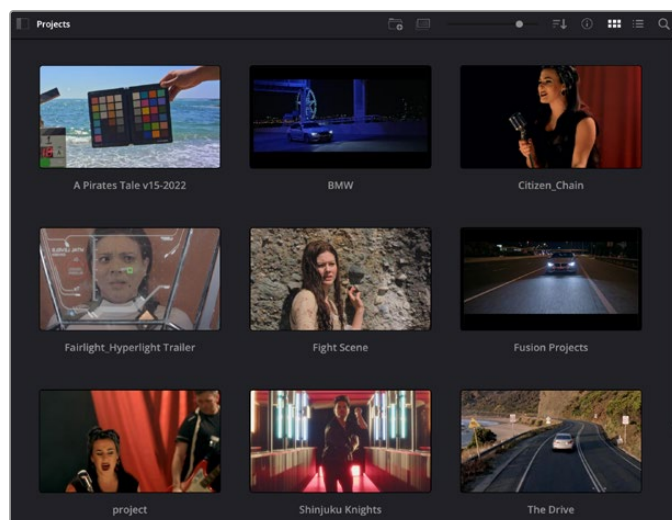 Projects
A Pirates Tale v15-2022
BMW
Citizen_Chain
Fairlight_Hyperlight Trailer
Fight Scene
Fusion Projects
project
Shinjuku Knights
The Drive